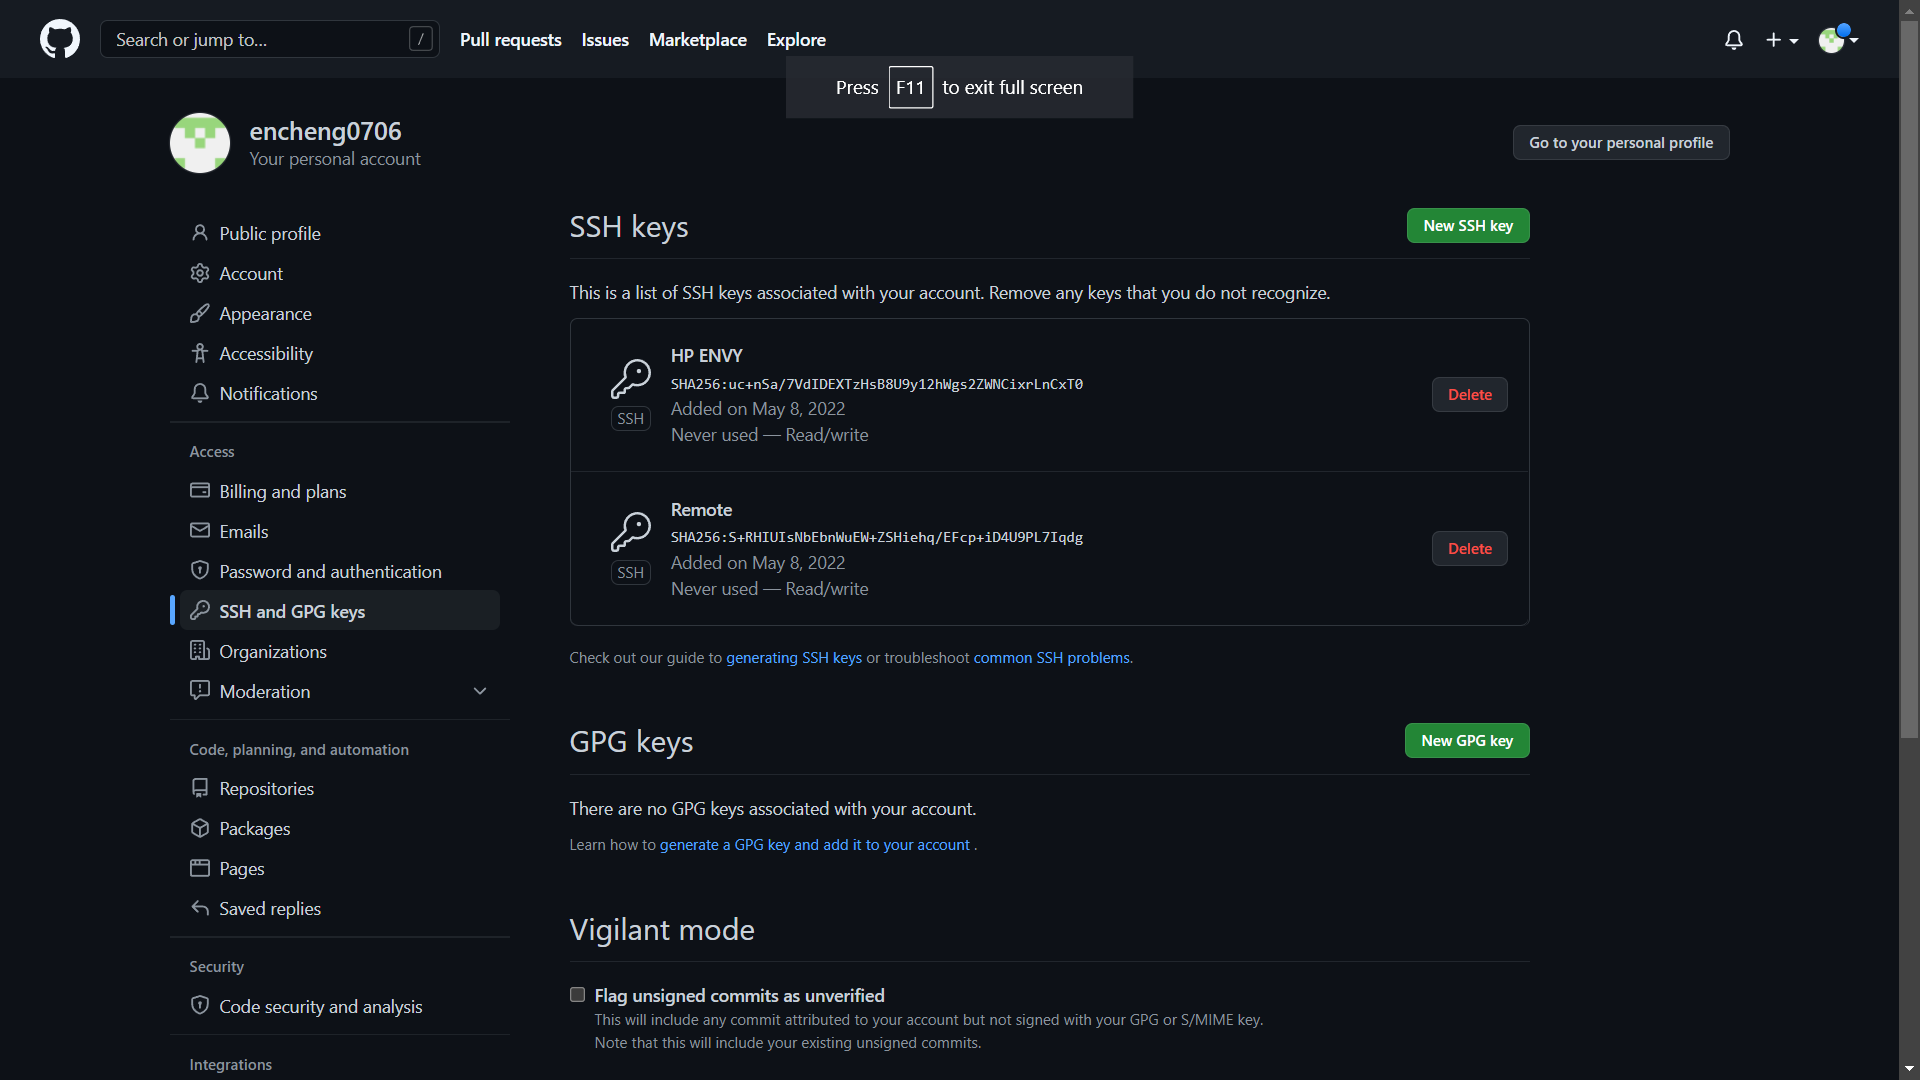 Search or jump to...
/
Pull requests
Issues
Marketplace
Explore
Press F11 to exit full screen
encheng0706
Your personal account
Go to your personal profile
Public profile
Account
Appearance
Accessibility
Notifications
Access
Billing and plans
Emails
Password and authentication
SSH and GPG keys
Organizations
Moderation
Code, planning, and automation
Repositories
Packages
Pages
Saved replies
Security
Code security and analysis
Integrations
SSH keys
New SSH key
This is a list of SSH keys associated with your account. Remove any keys that you do not recognize.
HP ENVY
SHA256:uc+nSa/7VdIDEXTzHsB8U9y12hWgs2ZWNCixrLnCxT0
SSH
Added on May 8, 2022
Never used — Read/write
Delete
Remote
SHA256:S+RHIUIsNbEbnWuEW+ZSHiehq/EFcp+iD4U9PL7Iqdg
SSH
Added on May 8, 2022
Never used — Read/write
Delete
Check out our guide to generating SSH keys or troubleshoot common SSH problems.
GPG keys
New GPG key
There are no GPG keys associated with your account.
Learn how to generate a GPG key and add it to your account .
Vigilant mode
Flag unsigned commits as unverified
This will include any commit attributed to your account but not signed with your GPG or S/MIME key.
Note that this will include your existing unsigned commits.